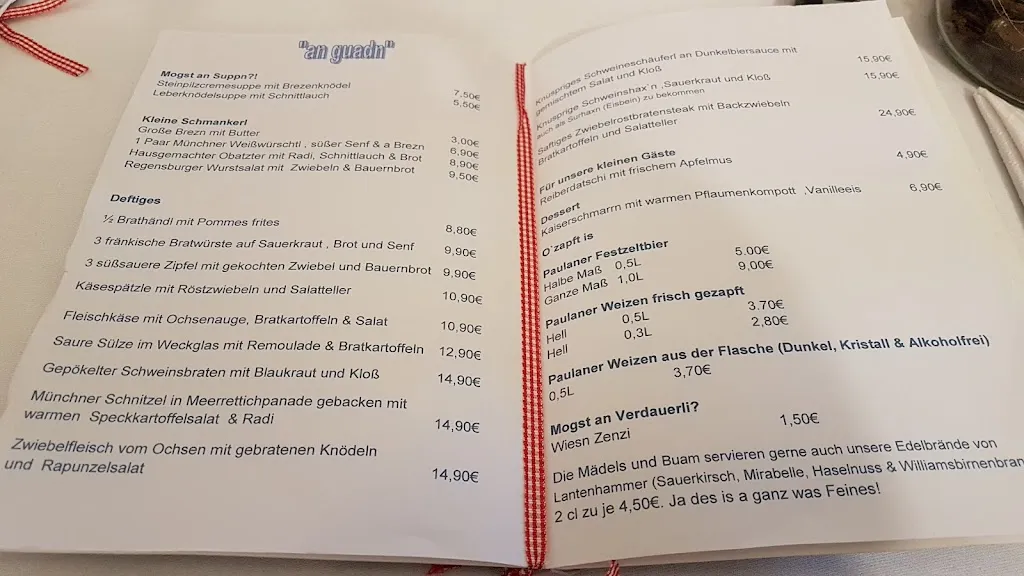 "an guadn"
Mogst an Suppn?!
Steinpilzcremesuppe mit Brezenknödel 7,50€
Leberknödelsuppe mit Schnittlauch 5,50€
Kleine Schmankerl
Große Brezn mit Butter 3,00€
1 Paar Münchner Weißwürschtl , süßer Senf & a Brezn 6,90€
Hausgemachter Obatzter mit Radi, Schnittlauch & Brot 8,90€
Regensburger Wurstsalat mit Zwiebeln & Bauernbrot 9,50€
Deftiges
½ Brathändl mit Pommes frites 8,80€
3 fränkische Bratwürste auf Sauerkraut , Brot und Senf 9,90€
3 süßsauere Zipfel mit gekochten Zwiebel und Bauernbrot 9,90€
Käsespätzle mit Röstzwiebeln und Salatteller 10,90€
Fleischkäse mit Ochsenauge, Bratkartoffeln & Salat 10,90€
Saure Sülze im Weckglas mit Remoulade & Bratkartoffeln 12,90€
Gepökelter Schweinsbraten mit Blaukraut und Kloß 14,90€
Münchner Schnitzel in Meerrettichpanade gebacken mit
warmen Speckkartoffelsalat & Radi 14,90€
Zwiebelfleisch vom Ochsen mit gebratenen Knödeln
und Rapunzelsalat 14,90€
Knuspriges Schweineschäuferl an Dunkelbiersauce mit 15,90€
gemischtem Salat und Kloß
Knusprige Schweinshax`n ,Sauerkraut und Kloß 15,90€
auch als Surhaxn (Eisbein) zu bekommen
Saftiges Zwiebelrostbratensteak mit Backzwiebeln 24,90€
Bratkartoffeln und Salatteller
Für unsere kleinen Gäste
Reiberdatschi mit frischem Apfelmus 4,90€
Dessert
Kaiserschmarrn mit warmen Pflaumenkompott ,Vanilleeis 6,90€
O`zapft is
Paulaner Festzeltbier
Halbe Maß 0,5L 5.00€
Ganze Maß 1,0L 9,00€
Paulaner Weizen frisch gezapft
Hell 0,5L 3.70€
Hell 0,3L 2,80€
Paulaner Weizen aus der Flasche (Dunkel, Kristall & Alkoholfrei)
0,5L 3,70€
Mogst an Verdauerli?
Wiesn Zenzi 1,50€
Die Mädels und Buam servieren gerne auch unsere Edelbrände von
Lantenhammer (Sauerkirsch, Mirabelle, Haselnuss & Williamsbirnenbran
2 cl zu je 4,50€. Ja des is a ganz was Feines!